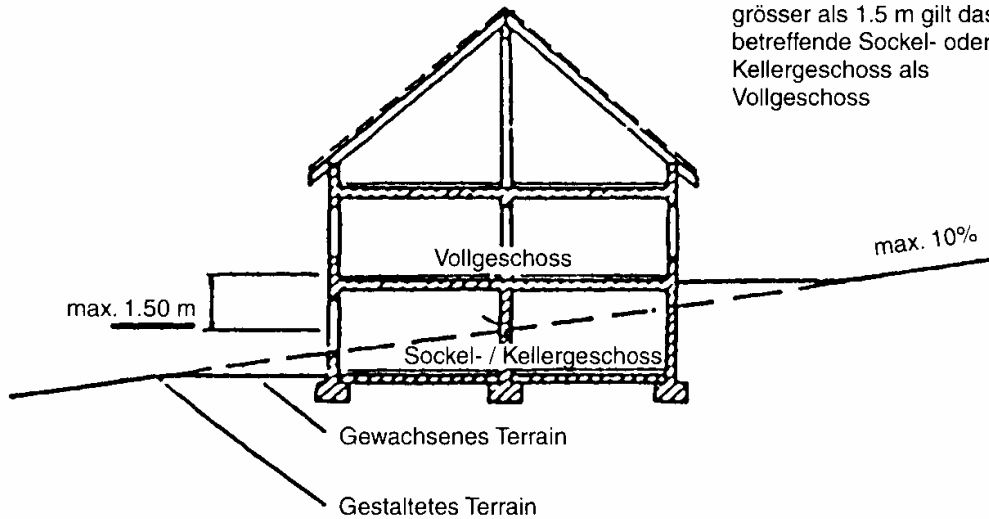 grösser als 1.5 m gilt das
betreffende Sockel- oder
Kellergeschoss als
Vollgeschoss
max. 10%
Vollgeschoss
max. 1.50 m
Sockel- / Kellergeschoss
Gewachsenes Terrain
Gestaltetes Terrain